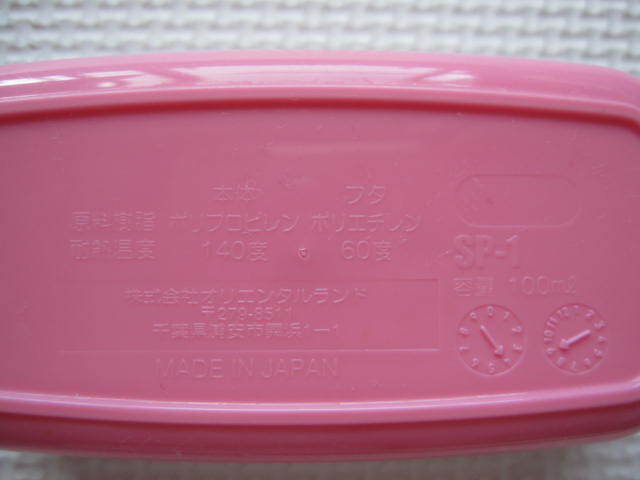 本体 フタ
原料樹脂 ポリプロピレン ポリエチレン
耐熱温度 140度 60度
SP-1
容量 100ml
株式会社オリエンタルランド
〒279-8511
千葉県浦安市舞浜1-1
MADE IN JAPAN